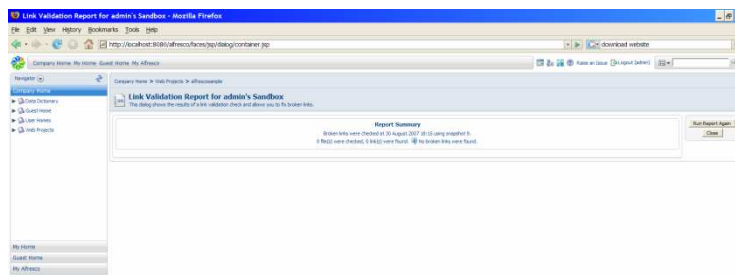 Link Validation Report for admin's Sandbox - Mozilla Firefox
File Edit View History Bookmarks Tools Help
http://localhost:8080/alfresco/faces/jsp/dialog/container.jsp
download website
Company Home My Home Guest Home My Alfresco
Raise an Issue Logout (admin)
Navigator
Company Home > Web Projects > alfrescosample
Company Home
Data Dictionary
Guest Home
User Homes
Web Projects
Link Validation Report for admin's Sandbox
This dialog shows the results of a link validation check and allows you to fix broken links.
Report Summary
Broken links were checked at 30 August 2007 18:15 using snapshot
0 file(s) were checked, 0 link(s) were found. No broken links were found.
Run Report Again
Close
My Home
Guest Home
My Alfresco